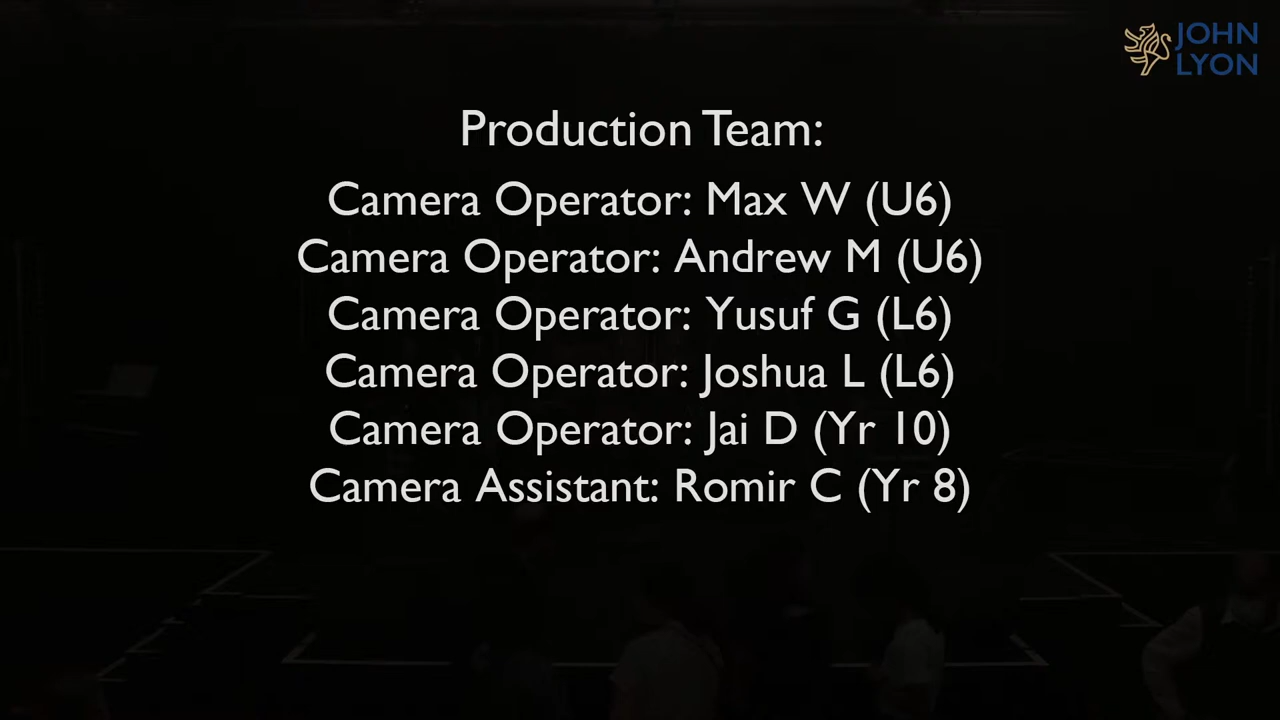 JOHN
LYON
Production Team:
Camera Operator: Max W (U6)
Camera Operator: Andrew M (U6)
Camera Operator: Yusuf G (L6)
Camera Operator: Joshua L (L6)
Camera Operator: Jai D (Yr 10)
Camera Assistant: Romir C (Yr 8)